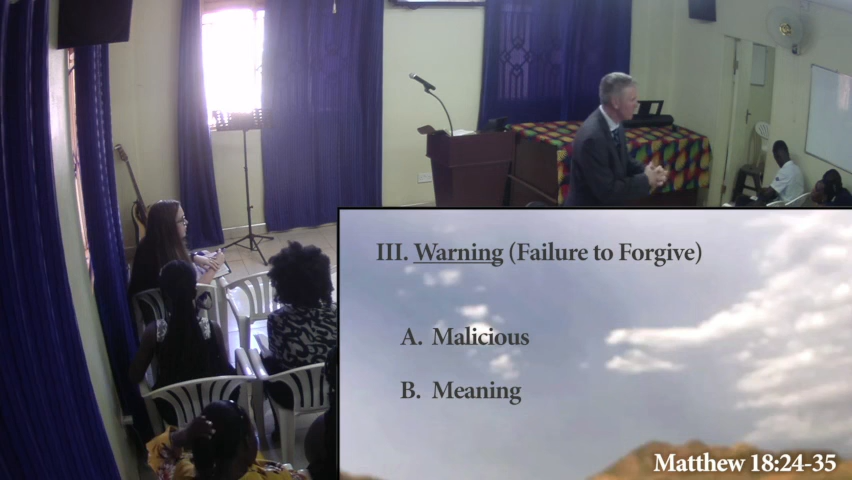 III. Warning (Failure to Forgive)
A. Malicious
B. Meaning
Matthew 18:24-35